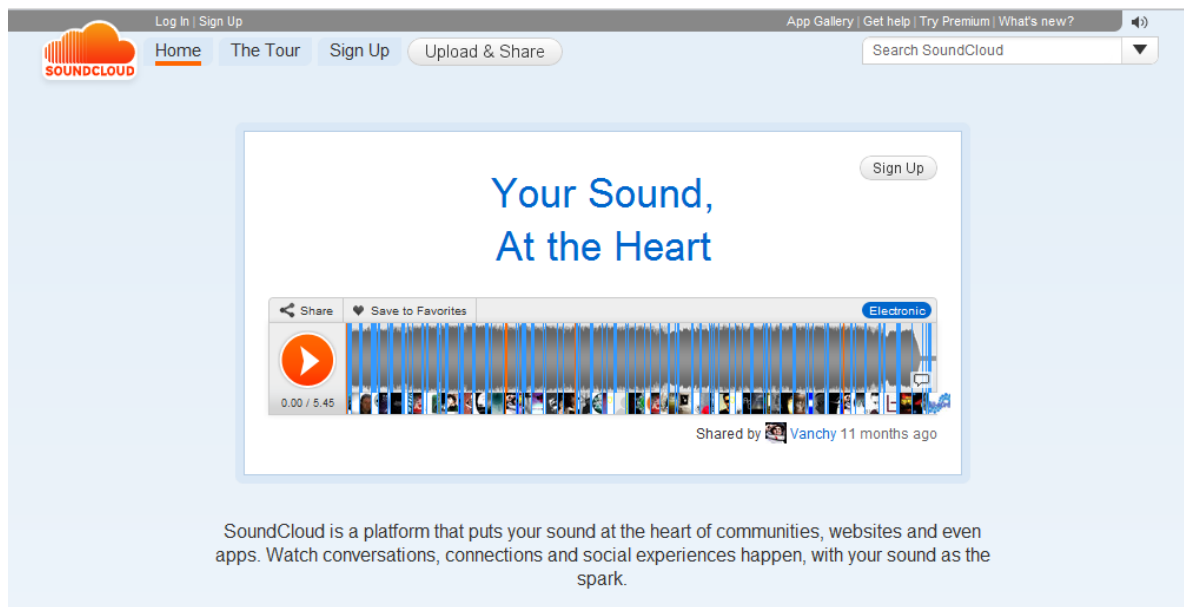 Log In | Sign Up
App Gallery | Get help | Try Premium | What's new?
SOUNDCLOUD
Home The Tour Sign Up Upload & Share
Search SoundCloud
Sign Up
Your Sound,
At the Heart
Share Save to Favorites
Electronic
0.00 / 5.45
Shared by Vanchy 11 months ago
SoundCloud is a platform that puts your sound at the heart of communities, websites and even
apps. Watch conversations, connections and social experiences happen, with your sound as the
spark.